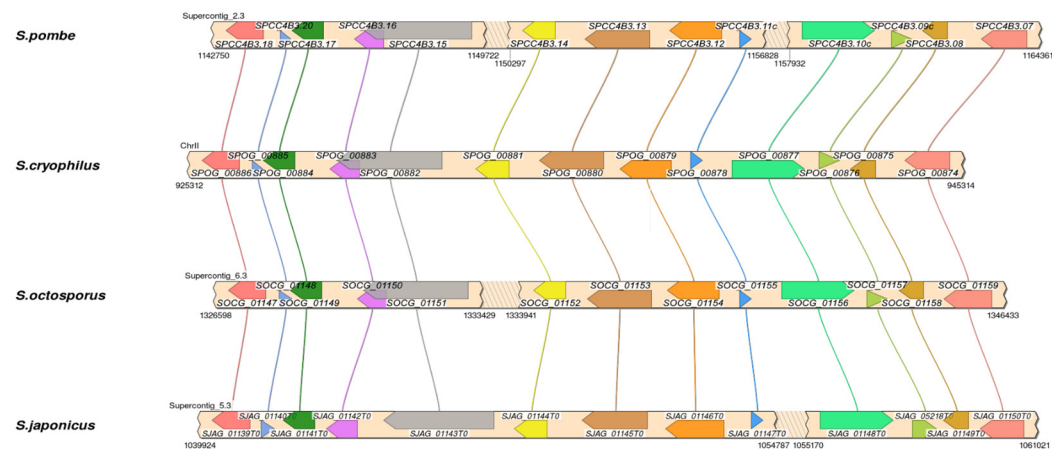 Supercontig_2.3
SPCC4B3.20 SPCC4B3.16 SPCC4B3.13 SPCC4B3.11c SPCC4B3.09c SPCC4B3.07
S.pombe
SPCC4B3.18 SPCC4B3.17 SPCC4B3.15 SPCC4B3.14 SPCC4B3.12 SPCC4B3.10c SPCC4B3.08
1142750 1149722 1150297 1156828 1157932 1164361
ChrII
SPOG_00885 SPOG_00883 SPOG_00881 SPOG_00879 SPOG_00877 SPOG_00875
S.cryophilus
SPOG_00886 SPOG_00884 SPOG_00882 SPOG_00880 SPOG_00878 SPOG_00876 SPOG_00874
925312 945314
Supercontig_6.3
SOCG_01148 SOCG_01150 SOCG_01153 SOCG_01155 SOCG_01157 SOCG_01159
S.octosporus
SOCG_01147 SOCG_01149 SOCG_01151 SOCG_01152 SOCG_01154 SOCG_01156 SOCG_01158
1326598 1333429 1333941 1346433
Supercontig_5.3
SJAG_01140T0 SJAG_01142T0 SJAG_01144T0 SJAG_01146T0 SJAG_05218T0 SJAG_01150T0
S.japonicus
SJAG_01139T0 SJAG_01141T0 SJAG_01143T0 SJAG_01145T0 SJAG_01147T0 SJAG_01148T0 SJAG_01149T0
1039924 1054787 1055170 1061021